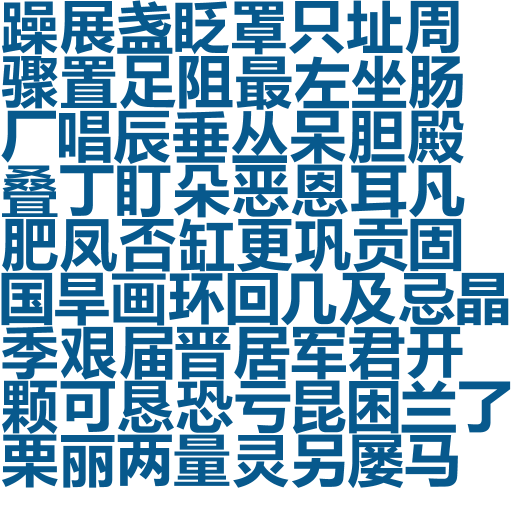 躁展盏眨罩只址周
骤置足阻最左坐肠
厂唱辰垂丛呆胆殿
叠丁盯朵恶恩耳凡
肥凤否缸更巩贡固
国旱画环回几及忌晶
季艰届晋居军君开
颗可恳恐亏昆困兰了
栗丽两量灵另屡马